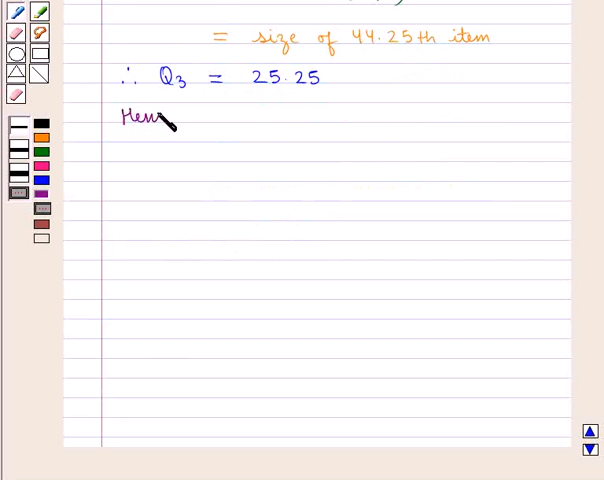 = size of 44.25th item
∴ Q3 = 25.25
Hen